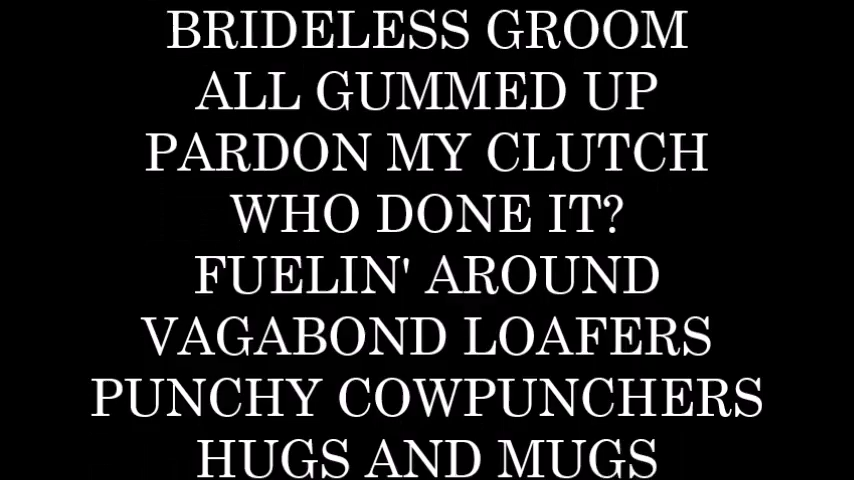 BRIDELESS GROOM
ALL GUMMED UP
PARDON MY CLUTCH
WHO DONE IT?
FUELIN' AROUND
VAGABOND LOAFERS
PUNCHY COWPUNCHERS
HUGS AND MUGS